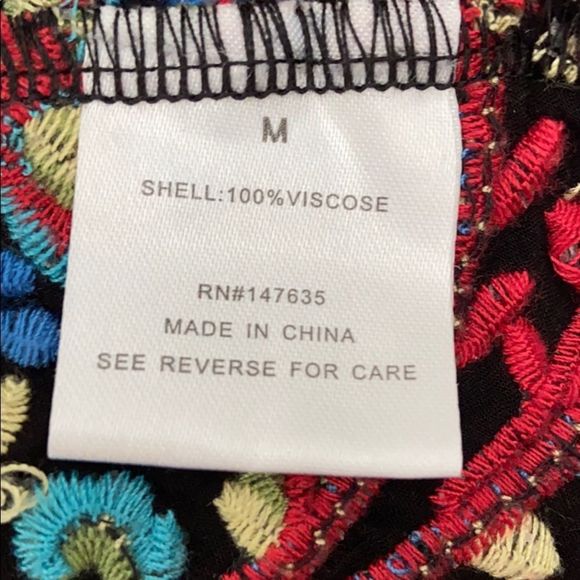 M
SHELL:100%VISCOSE
RN#147635
MADE IN CHINA
SEE REVERSE FOR CARE